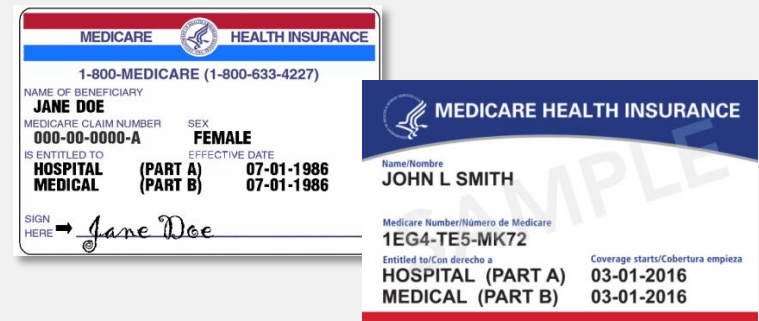 MEDICARE HEALTH INSURANCE
1-800-MEDICARE (1-800-633-4227)
NAME OF BENEFICIARY
JANE DOE
MEDICARE CLAIM NUMBER SEX
000-00-0000-A FEMALE
IS ENTITLED TO EFFECTIVE DATE
HOSPITAL (PART A) 07-01-1986
MEDICAL (PART B) 07-01-1986
SIGN
HERE Jane Doe
MEDICARE HEALTH INSURANCE
Name/Nombre
JOHN L SMITH
Medicare Number/Número de Medicare
1EG4-TE5-MK72
Entitled to/Con derecho a Coverage starts/Cobertura empieza
HOSPITAL (PART A) 03-01-2016
MEDICAL (PART B) 03-01-2016
SAMPLE